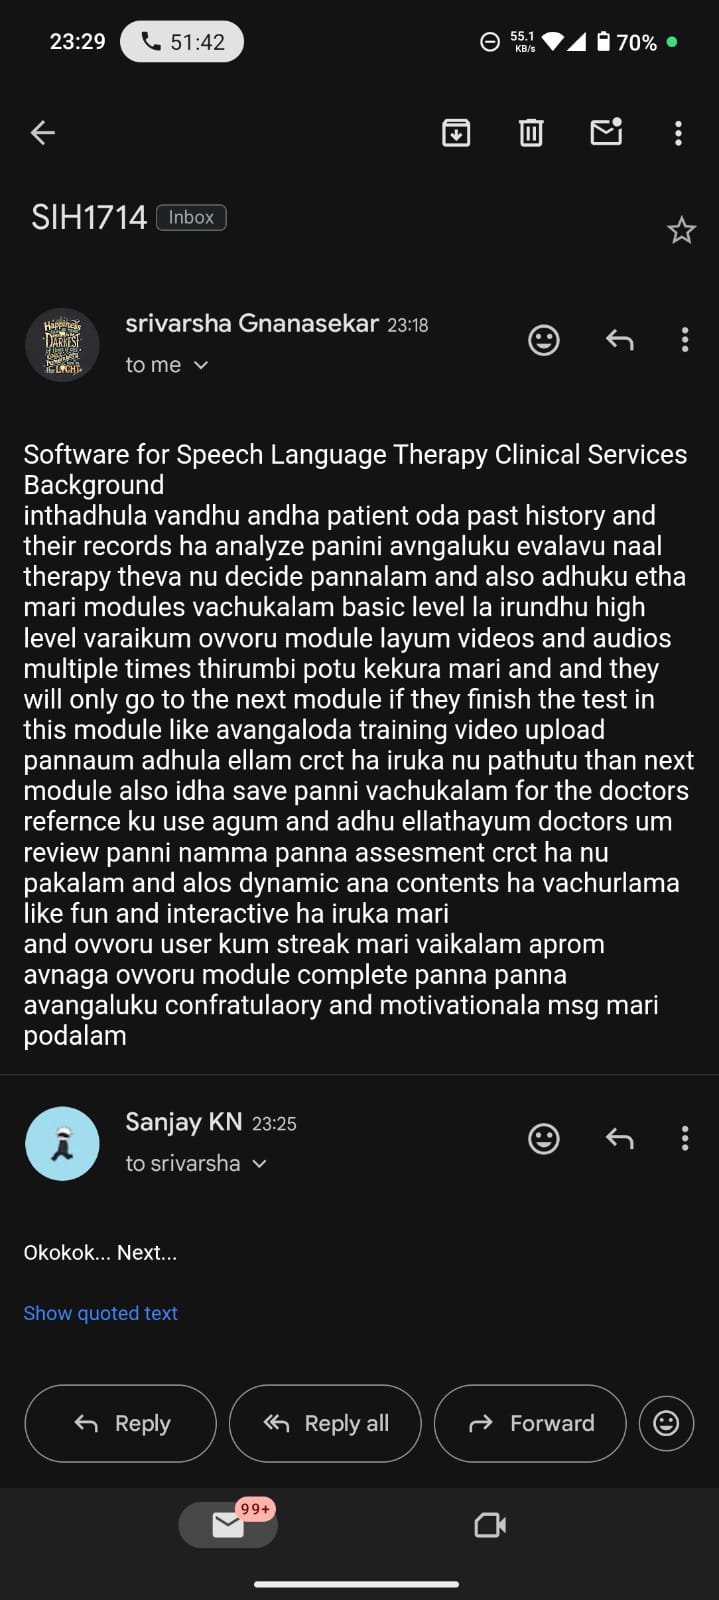 23:29
51:42
55.1
KB/s
70%
SIH1714
Inbox
srivarsha Gnanasekar 23:18
to me
Software for Speech Language Therapy Clinical Services
Background
inthadhula vandhu andha patient oda past history and
their records ha analyze panini avngaluku evalavu naal
therapy theva nu decide pannalam and also adhuku etha
mari modules vachukalam basic level la irundhu high
level varaikum ovvoru module layum videos and audios
multiple times thirumbi potu kekura mari and and they
will only go to the next module if they finish the test in
this module like avangaloda training video upload
pannaum adhula ellam crct ha iruka nu pathutu than next
module also idha save panni vachukalam for the doctors
refernce ku use agum and adhu ellathayum doctors um
review panni namma panna assesment crct ha nu
pakalam and alos dynamic ana contents ha vachurlama
like fun and interactive ha iruka mari
and ovvoru user kum streak mari vaikalam aprom
avnaga ovvoru module complete panna panna
avangaluku confratulaory and motivationala msg mari
podalam
Sanjay KN 23:25
to srivarsha
Okokok... Next...
Show quoted text
Reply
Reply all
Forward
99+